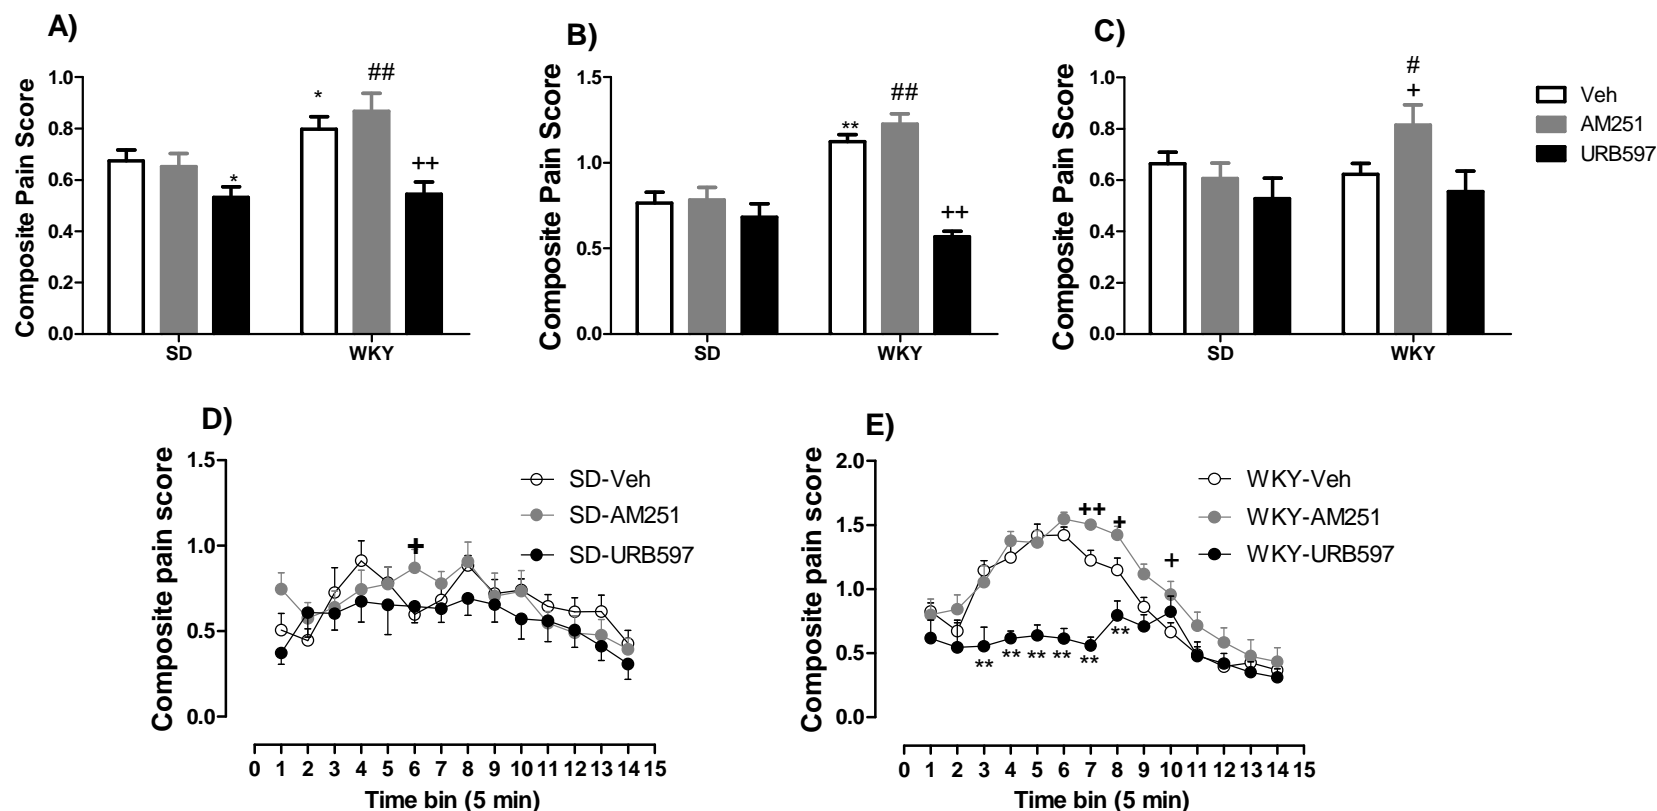 A)
Composite Pain Score
1.0
0.8
0.6
0.4
0.2
0.0
*
*
##
++
SD
WKY
B)
Composite Pain Score
1.5
1.0
0.5
0.0
**
##
++
SD
WKY
C)
Composite Pain Score
1.0
0.8
0.6
0.4
0.2
0.0
#
+
SD
WKY
Veh
AM251
URB597
D)
Composite pain score
1.5
1.0
0.5
0.0
+
SD-Veh
SD-AM251
SD-URB597
0 1 2 3 4 5 6 7 8 9 10 11 12 13 14 15
Time bin (5 min)
E)
Composite pain score
2.0
1.5
1.0
0.5
0.0
++ +
+
** ** ** ** ** **
WKY-Veh
WKY-AM251
WKY-URB597
0 1 2 3 4 5 6 7 8 9 10 11 12 13 14 15
Time bin (5 min)